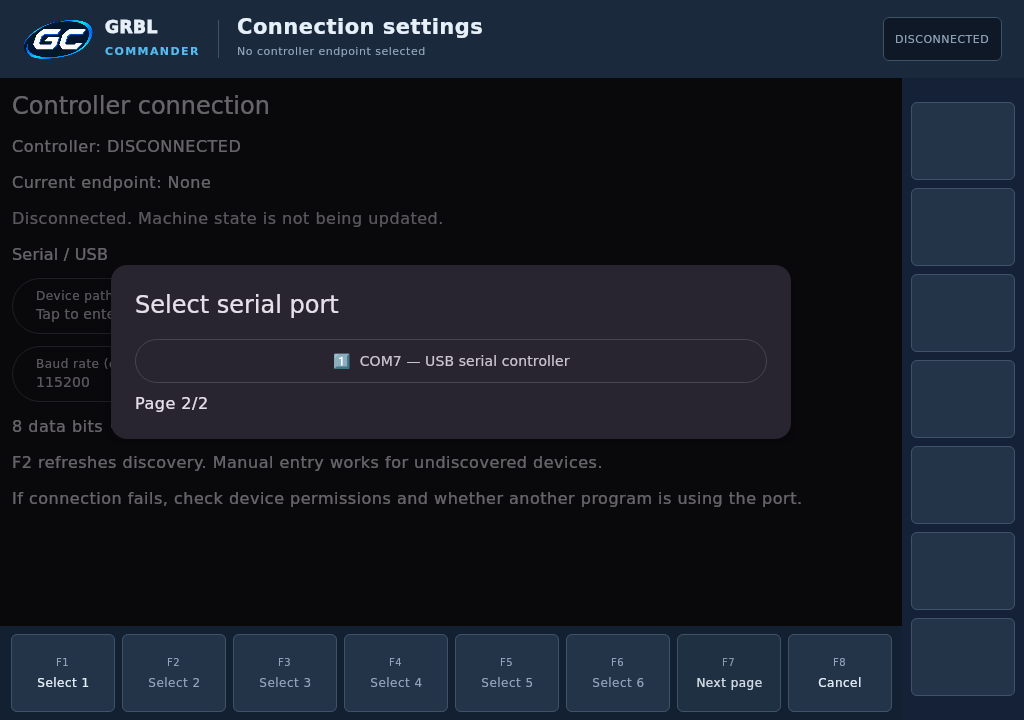 GC GRBL
COMMANDER
Connection settings
No controller endpoint selected
DISCONNECTED
Controller connection
Controller: DISCONNECTED
Current endpoint: None
Disconnected. Machine state is not being updated.
Serial / USB
Device path
Tap to ente
Select serial port
1 COM7 — USB serial controller
Page 2/2
Baud rate (
115200
8 data bits
F2 refreshes discovery. Manual entry works for undiscovered devices.
If connection fails, check device permissions and whether another program is using the port.
F1
Select 1
F2
Select 2
F3
Select 3
F4
Select 4
F5
Select 5
F6
Select 6
F7
Next page
F8
Cancel